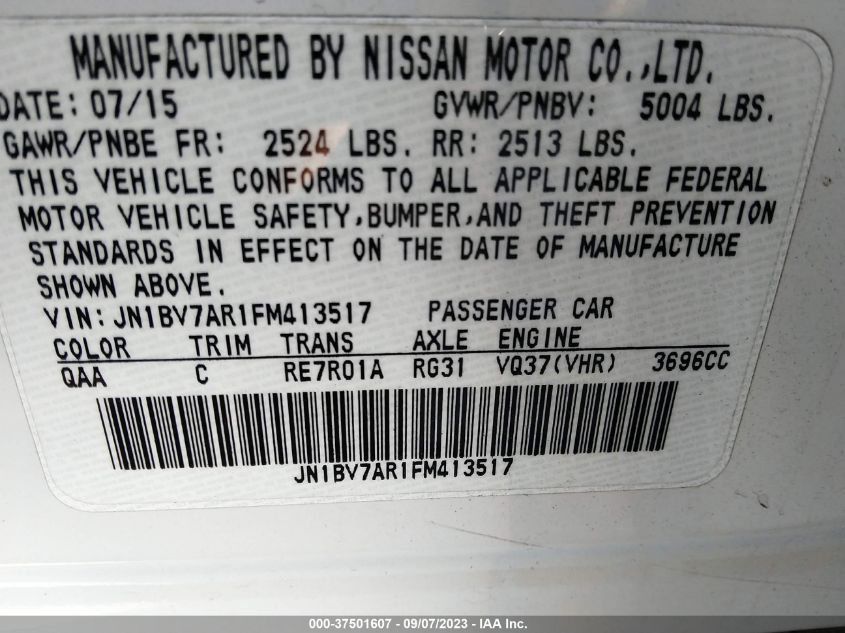 MANUFACTURED BY NISSAN MOTOR CO.,LTD.
DATE: 07/15 GVWR/PNBV: 5004 LBS.
GAWR/PNBE FR: 2524 LBS. RR: 2513 LBS.
THIS VEHICLE CONFORMS TO ALL APPLICABLE FEDERAL
MOTOR VEHICLE SAFETY,BUMPER,AND THEFT PREVENTION
STANDARDS IN EFFECT ON THE DATE OF MANUFACTURE
SHOWN ABOVE.
VIN: JN1BV7AR1FM413517 PASSENGER CAR
COLOR TRIM TRANS AXLE ENGINE
QAA C RE7R01A RG31 VQ37(VHR) 3696CC
JN1BV7AR1FM413517
000-37501607 - 09/07/2023 - IAAI.com